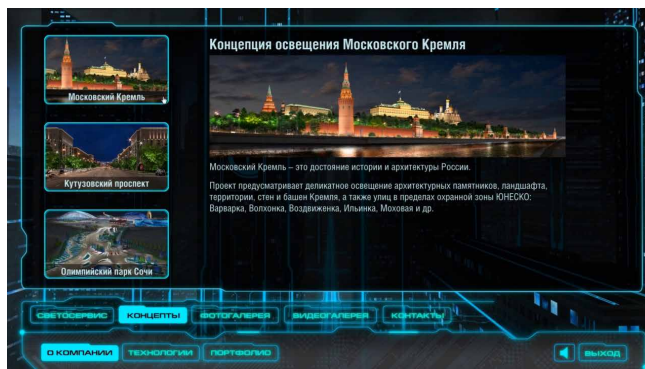 Концепция освещения Московского Кремля
Московский Кремль
Кутузовский проспект
Олимпийский парк Сочи
Московский Кремль – это достояние истории и архитектуры России.
Проект предусматривает деликатное освещение архитектурных памятников, ландшафта,
территории, стен и башен Кремля, а также улиц в пределах охранной зоны ЮНЕСКО:
Варварка, Волхонка, Воздвиженка, Ильинка, Моховая и др.
СВЕТОСЕРВИС КОНЦЕПТЫ ФОТОГАЛЕРЕЯ ВИДЕОГАЛЕРЕЯ КОНТАКТЫ
О КОМПАНИИ ТЕХНОЛОГИИ ПОРТФОЛИО ВЫХОД